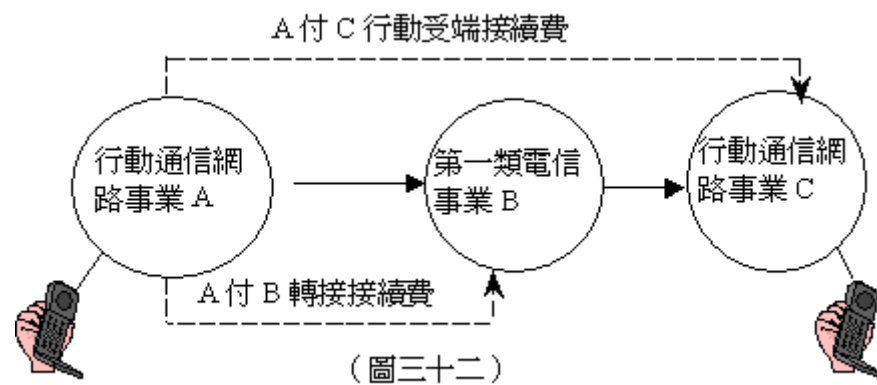 A付C行動受端接續費
行動通信網
路事業A
第一類電信
事業B
行動通信網
路事業C
A付B轉接接續費
(圖三十二)